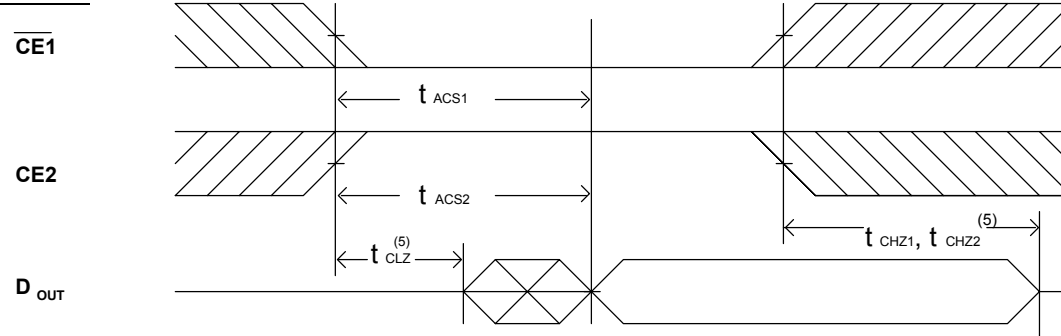 CE1
t ACS1
CE2
t ACS2
t CLZ (5)
t CHZ1, t CHZ2 (5)
D OUT